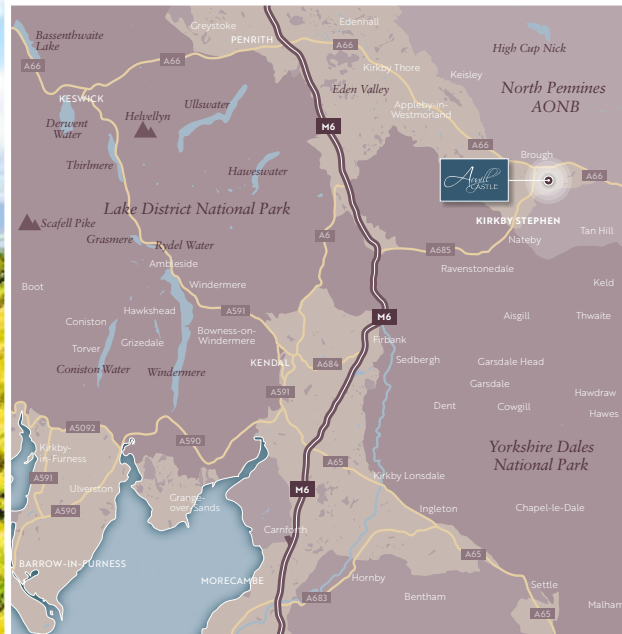 Greystoke
Edenhall
Bassenthwaite
Lake
PENRITH
A66
High Cup Nick
A66
A66
Kirkby Thore
Keisley
North Pennines
AONB
KESWICK
Ullswater
Eden Valley
Helvellyn
Appleby-in-
Westmorland
Derwent
Water
M6
A66
Thirlmere
Haweswater
Brough
A66
CASTLE
Lake District National Park
Scafell Pike
KIRKBY STEPHEN
Grasmere
Rydel Water
A6
Nateby
Tan Hill
A685
Ambleside
Ravenstonedale
Boot
Windermere
Keld
Hawkshead
A591
M6
Aisgill
Thwaite
Coniston
Bowness-on-
Windermere
Torver
Grizedale
Firbank
KENDAL
A684
Sedbergh
Garsdale Head
Coniston Water
Windermere
Garsdale
A591
Hawdraw
Dent
Cowgill
Hawes
A5092
A590
Kirkby-
in-Furness
Yorkshire Dales
National Park
A65
A591
Kirkby Lonsdale
Ulverston
M6
Grange-
over-Sands
A590
Ingleton
Chapel-le-Dale
Carnforth
A65
BARROW-IN-FURNESS
MORECAMBE
Hornby
Settle
A683
Bentham
Malham
A65